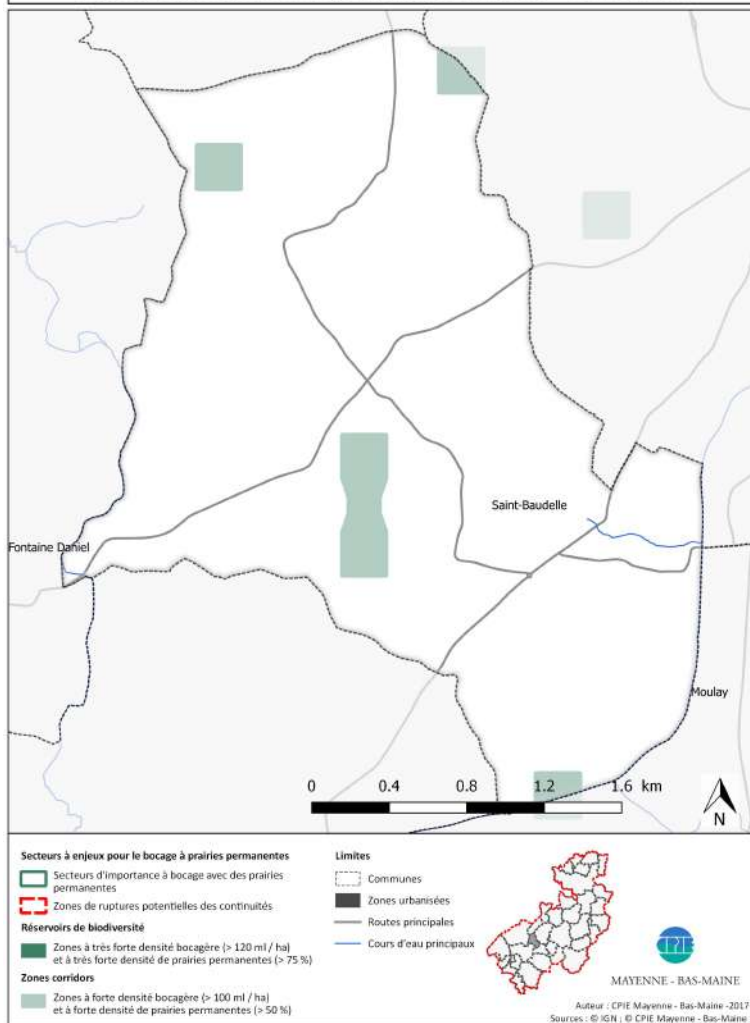 Saint-Baudelle
Fontaine Daniel
Moulay
0 0.4 0.8 1.2 1.6 km
N
Secteurs à enjeux pour le bocage à prairies permanentes
Secteurs d'importance à bocage avec des prairies
permanentes
Zones de ruptures potentielles des continuités
Réservoirs de biodiversité
Zones à très forte densité bocagère (> 120 ml / ha)
et à très forte densité de prairies permanentes (> 75 %)
Zones corridors
Zones à forte densité bocagère (> 100 ml / ha)
et à forte densité de prairies permanentes (> 50 %)
Limites
Communes
Zones urbanisées
Routes principales
Cours d'eau principaux
CPIE
MAYENNE - BAS-MAINE
Auteur : CPIE Mayenne - Bas-Maine -2017
Sources : © IGN ; © CPIE Mayenne - Bas-Maine